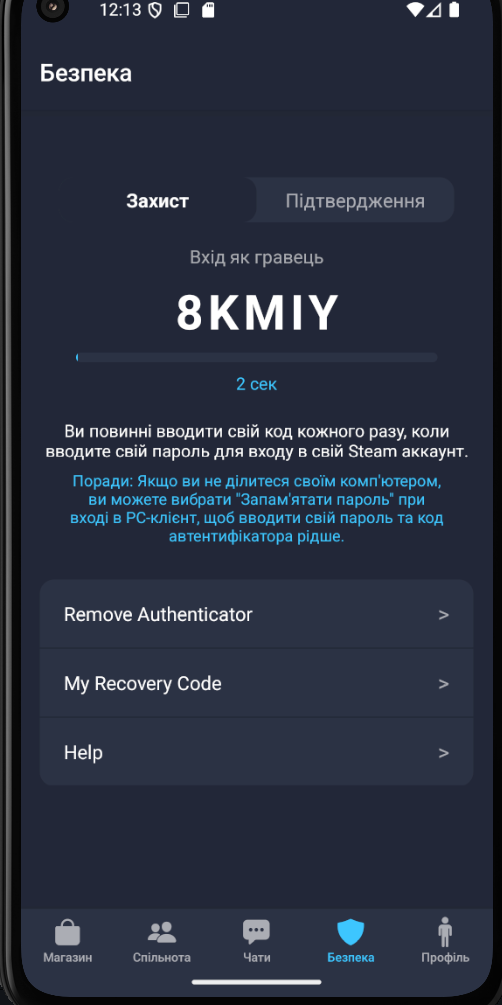 12:13
Безпека
Захист
Підтвердження
Вхід як гравець
8KMIY
2 сек
Ви повинні вводити свій код кожного разу, коли
вводите свій пароль для входу в свій Steam аккаунт.
Поради: Якщо ви не ділитеся своїм комп'ютером,
ви можете вибрати "Запам'ятати пароль" при
вході в PC-клієнт, щоб вводити свій пароль та код
автентифікатора рідше.
Remove Authenticator >
My Recovery Code >
Help >
Магазин
Спільнота
Чати
Безпека
Профіль